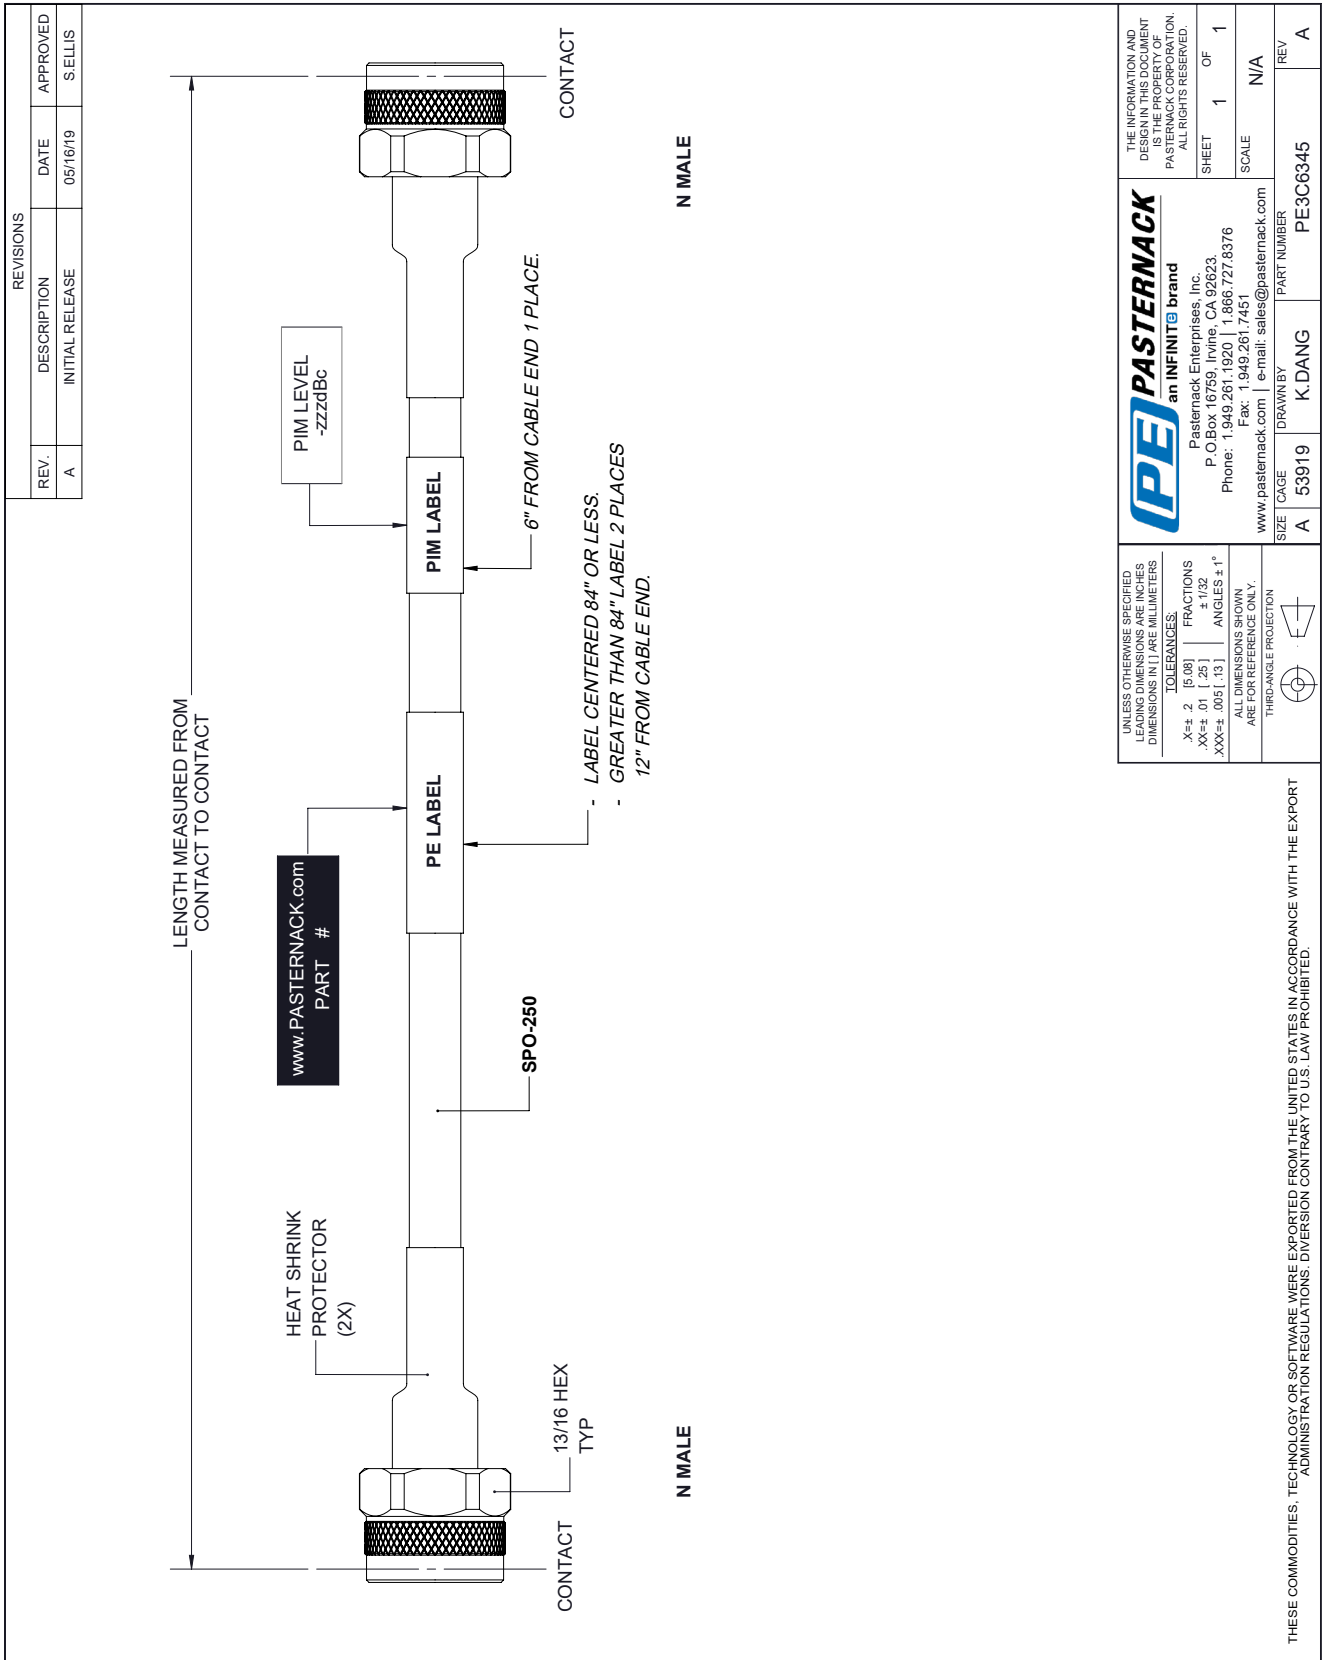 REVISIONS
REV.
DESCRIPTION
DATE
APPROVED
A
INITIAL RELEASE
05/16/19
S.ELLIS
LENGTH MEASURED FROM
CONTACT TO CONTACT
www.PASTERNACK.com
PART #
PIM LEVEL
-zzzdBc
HEAT SHRINK
PROTECTOR
(2X)
PE LABEL
PIM LABEL
CONTACT
13/16 HEX
TYP
SPO-250
6" FROM CABLE END 1 PLACE.
- LABEL CENTERED 84" OR LESS.
- GREATER THAN 84" LABEL 2 PLACES
12" FROM CABLE END.
CONTACT
N MALE
N MALE
UNLESS OTHERWISE SPECIFIED
LEADING DIMENSIONS ARE INCHES
DIMENSIONS IN [ ] ARE MILLIMETERS
TOLERANCES:
.X=± .2 [5.08]
.XX=± .01 [ .25 ]
.XXX=± .005 [ .13 ]
FRACTIONS
± 1/32
ANGLES ± 1°
ALL DIMENSIONS SHOWN
ARE FOR REFERENCE ONLY.
THIRD-ANGLE PROJECTION
PE PASTERNACK
an INFINITe brand
Pasternack Enterprises, Inc.
P.O.Box 16759, Irvine, CA 92623.
Phone: 1.949.261.1920 | 1.866.727.8376
Fax: 1.949.261.7451
www.pasternack.com | e-mail: sales@pasternack.com
THE INFORMATION AND
DESIGN IN THIS DOCUMENT
IS THE PROPERTY OF
PASTERNACK CORPORATION.
ALL RIGHTS RESERVED.
SHEET 1 OF 1
SCALE N/A
SIZE A
CAGE 53919
DRAWN BY K.DANG
PART NUMBER PE3C6345
REV A
THESE COMMODITIES, TECHNOLOGY OR SOFTWARE WERE EXPORTED FROM THE UNITED STATES IN ACCORDANCE WITH THE EXPORT
ADMINISTRATION REGULATIONS. DIVERSION CONTRARY TO U.S. LAW PROHIBITED.